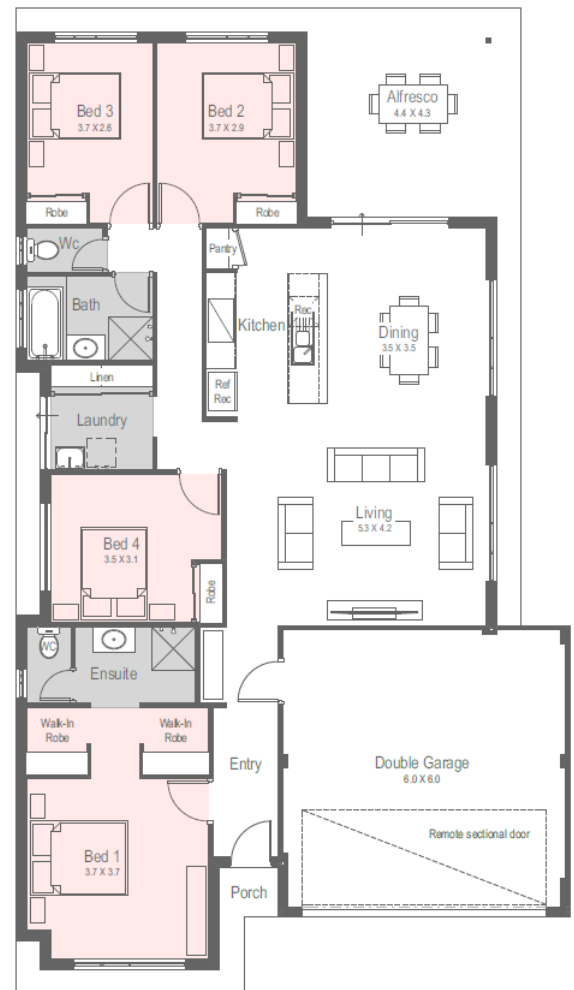 Bed 3
3.7 X 2.6
Bed 2
3.7 X 2.9
Alfresco
4.4 X 4.3
Robe
Robe
Wc
Pantry
Bath
Kitchen
Rec
Dining
3.5 X 3.5
Linen
Ref
Rec
Laundry
Living
5.3 X 4.2
Bed 4
3.5 X 3.1
Robe
WC
Ensuite
Walk-In
Robe
Walk-In
Robe
Entry
Double Garage
6.0 X 6.0
Remote sectional door
Bed 1
3.7 X 3.7
Porch